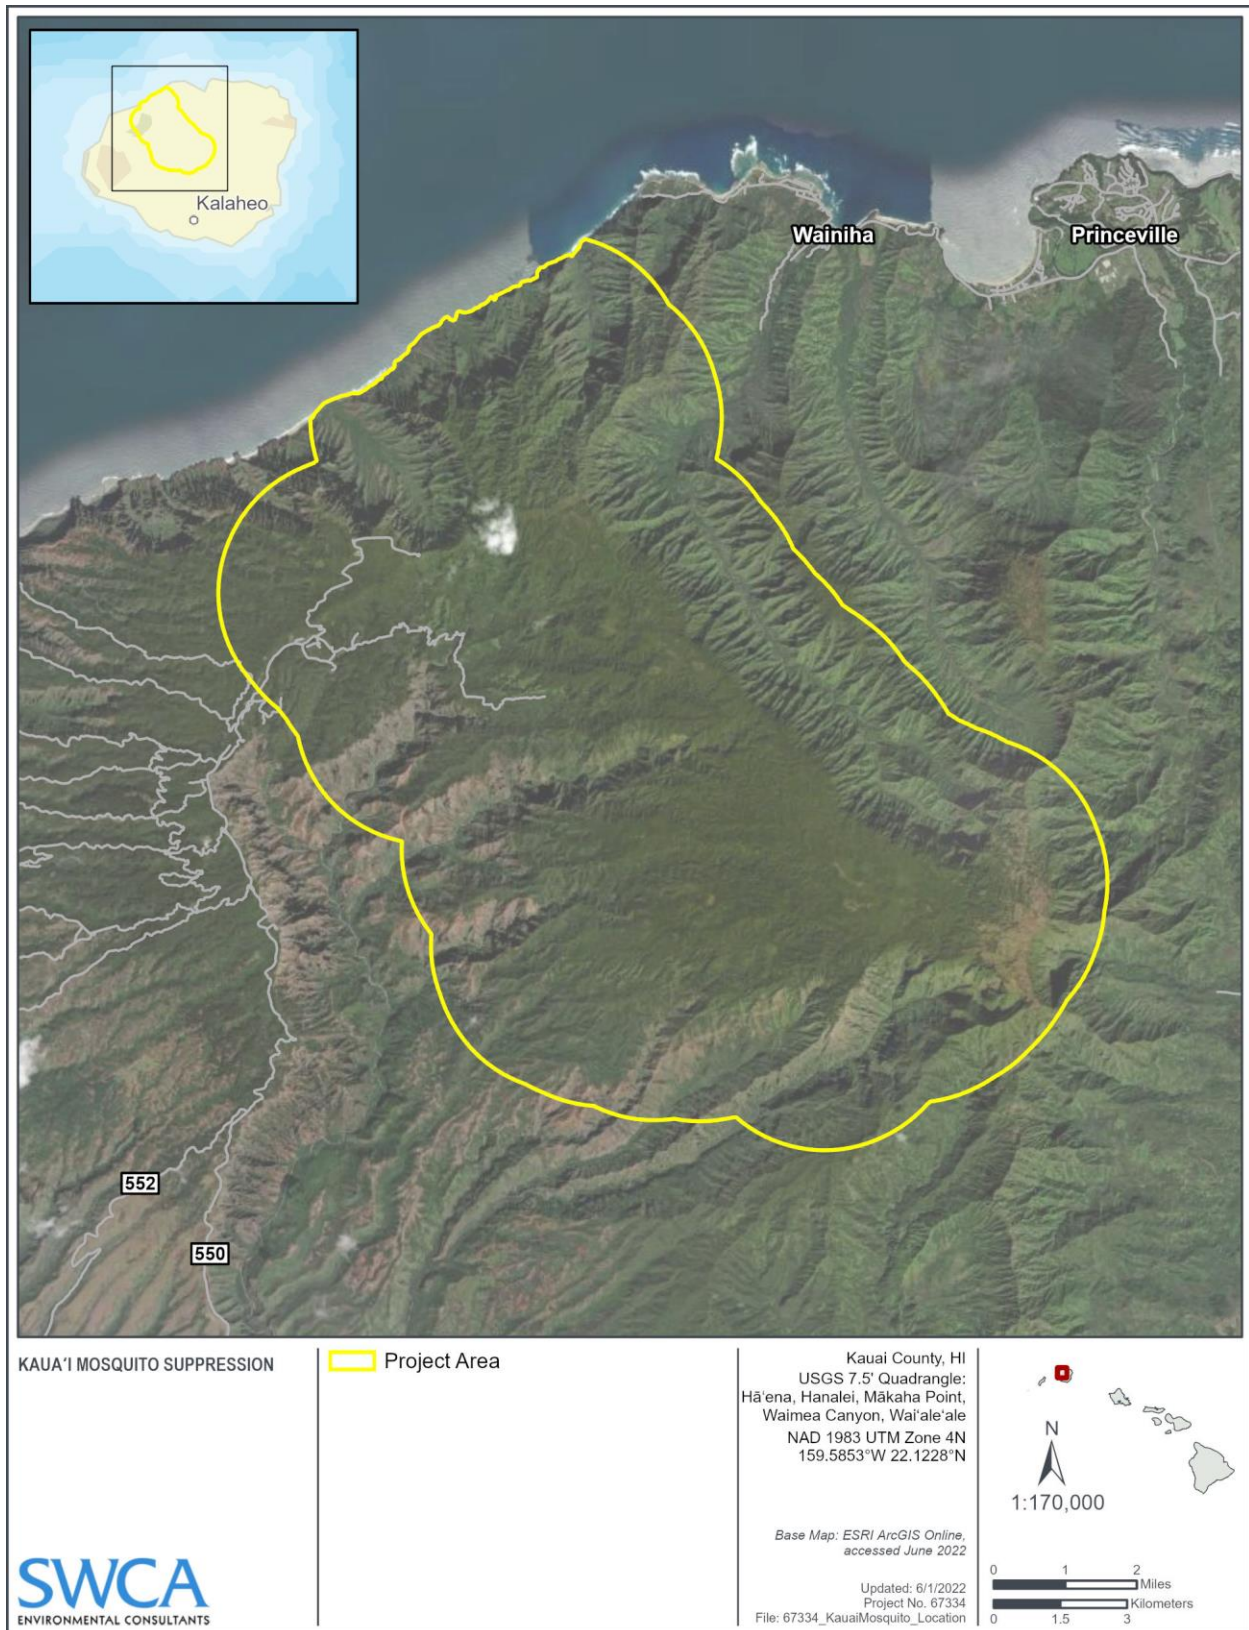 Kalaheo
Wainiha
Princeville
552
550
KAUAʻI MOSQUITO SUPPRESSION
Project Area
Kauai County, HI
USGS 7.5' Quadrangle:
Hāʻena, Hanalei, Mākaha Point,
Waimea Canyon, Waiʻaleʻale
NAD 1983 UTM Zone 4N
159.5853°W 22.1228°N
Base Map: ESRI ArcGIS Online,
accessed June 2022
Updated: 6/1/2022
Project No. 67334
File: 67334_KauaiMosquito_Location
N
1:170,000
0 1 2
Miles
Kilometers
0 1.5 3
SWCA
ENVIRONMENTAL CONSULTANTS